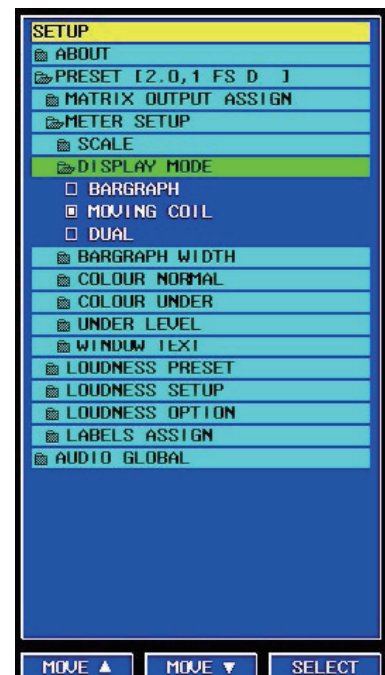 SETUP
ABOUT
PRESET [2.0,1 FS D ]
MATRIX OUTPUT ASSIGN
METER SETUP
SCALE
DISPLAY MODE
BARGRAPH
MOVING COIL
DUAL
BARGRAPH WIDTH
COLOUR NORMAL
COLOUR UNDER
UNDER LEVEL
WINDOW TEXT
LOUDNESS PRESET
LOUDNESS SETUP
LOUDNESS OPTION
LABELS ASSIGN
AUDIO GLOBAL
MOVE ▲ MOVE ▼ SELECT